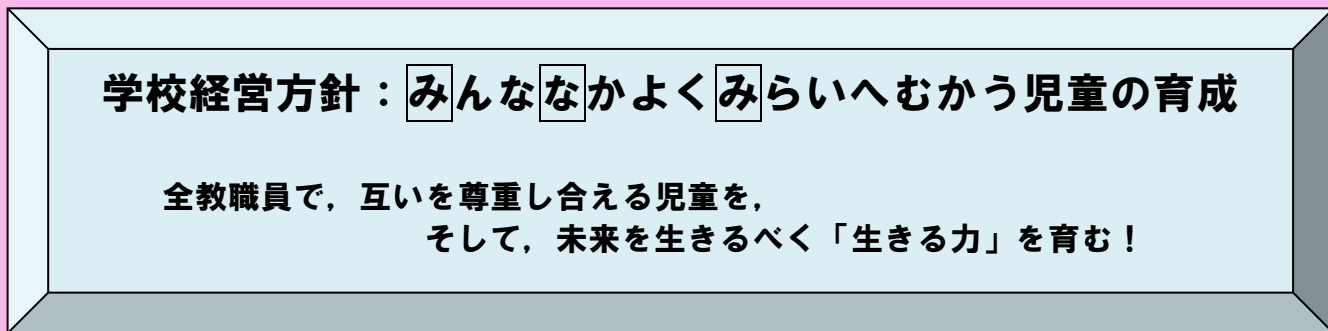 学校経営方針：みんななかよくみらいへむかう児童の育成
全教職員で，互いを尊重し合える児童を，
そして，未来を生きるべく「生きる力」を育む！